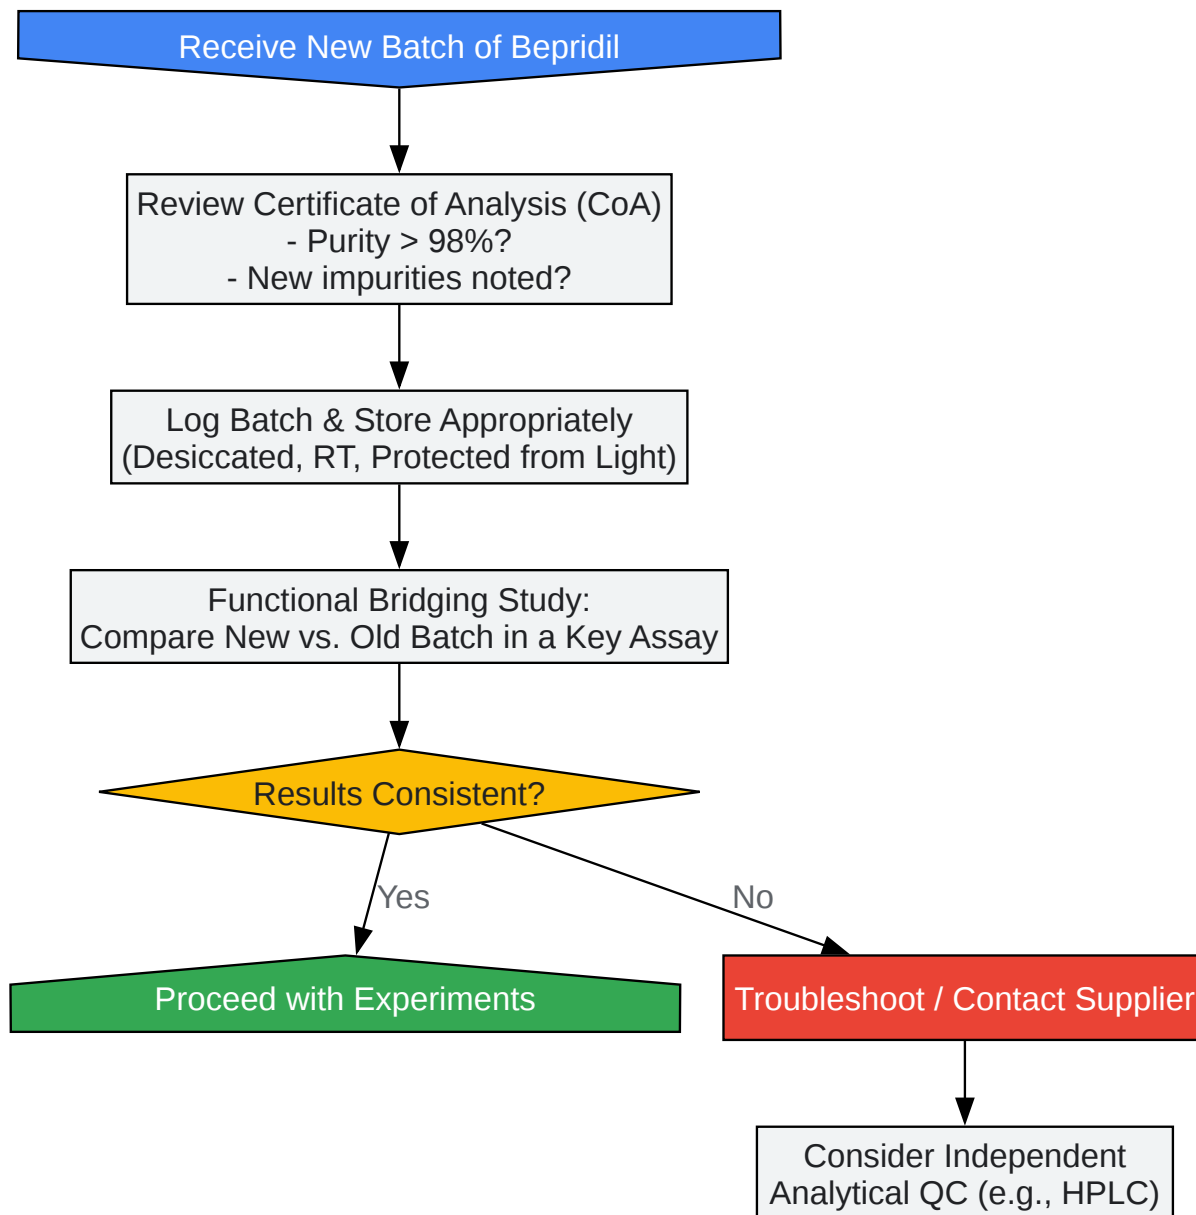 Receive New Batch of Bepridil
Review Certificate of Analysis (CoA)
- Purity > 98%?
- New impurities noted?
Log Batch & Store Appropriately
(Desiccated, RT, Protected from Light)
Functional Bridging Study:
Compare New vs. Old Batch in a Key Assay
Results Consistent?
Yes
No
Proceed with Experiments
Troubleshoot / Contact Supplier
Consider Independent
Analytical QC (e.g., HPLC)